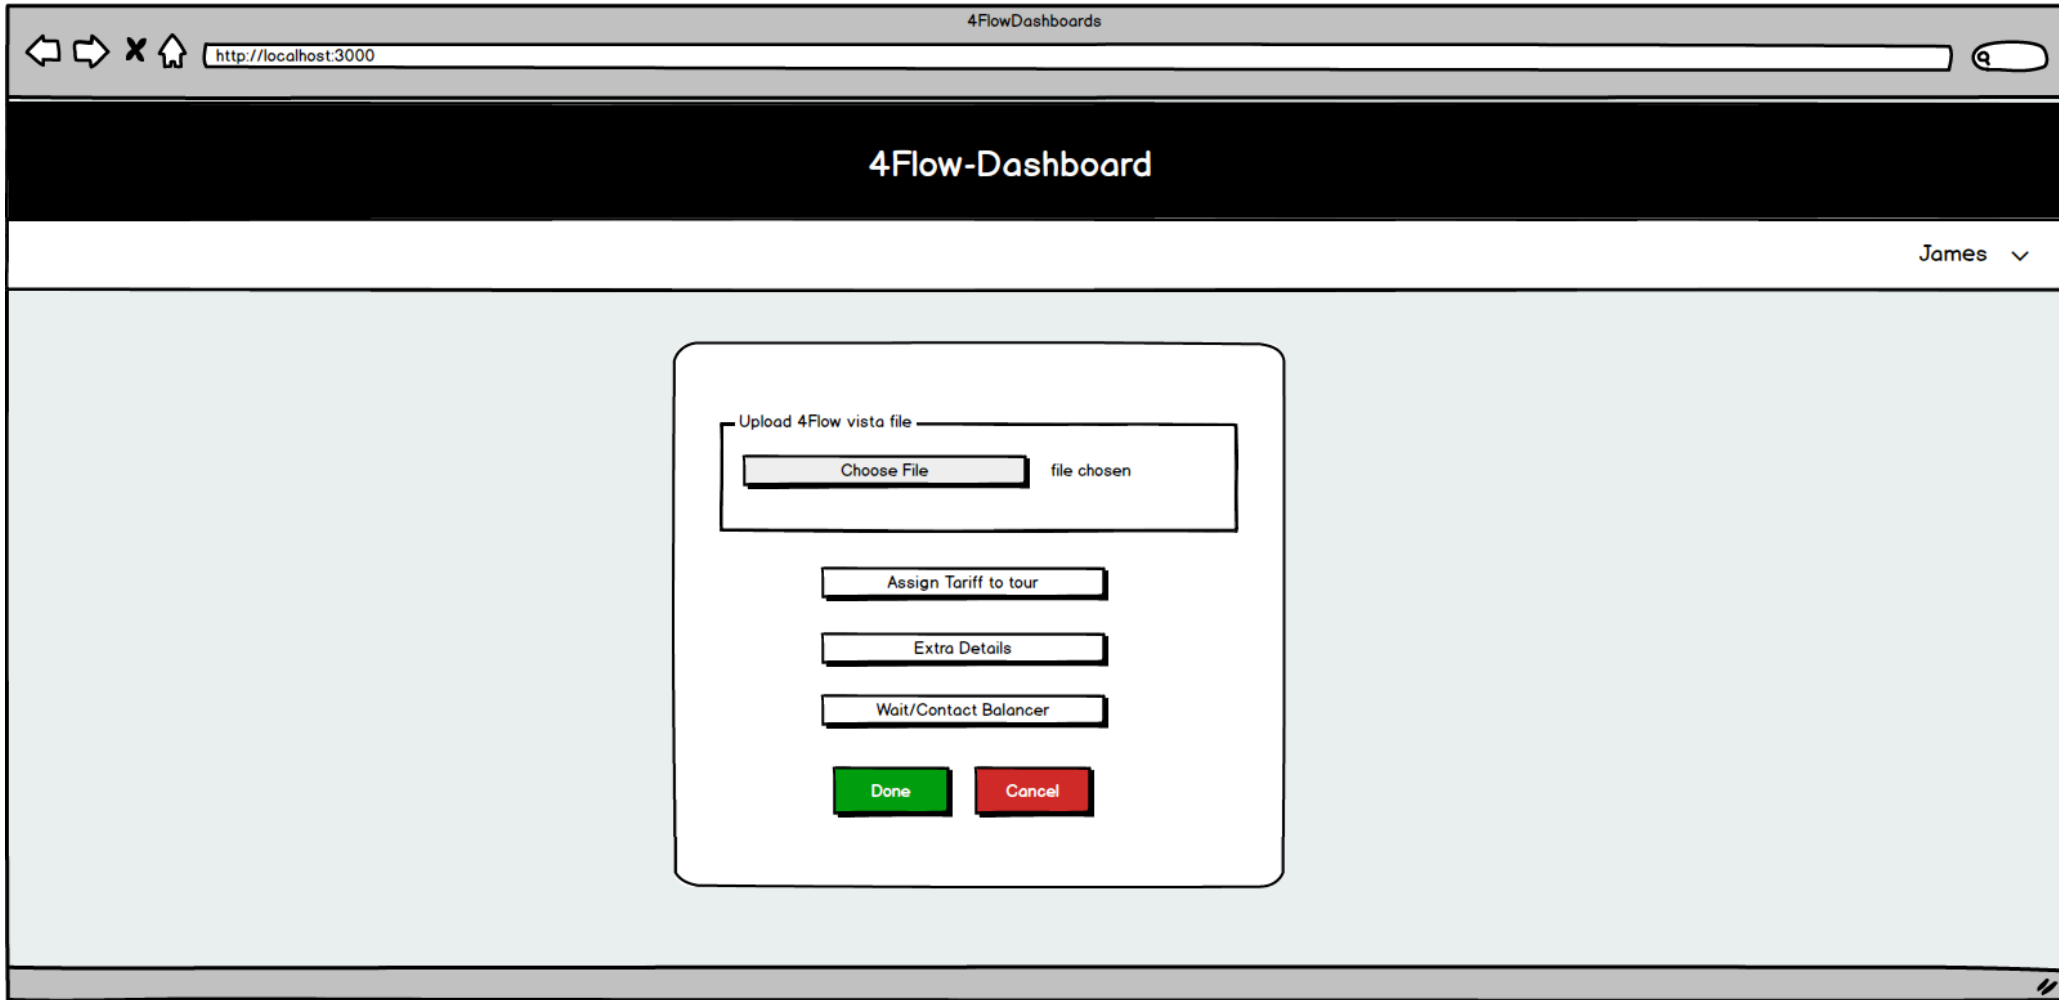 4FlowDashboards
http://localhost:3000
4Flow-Dashboard
James
Upload 4Flow vista file
Choose File file chosen
Assign Tariff to tour
Extra Details
Wait/Contact Balancer
Done Cancel